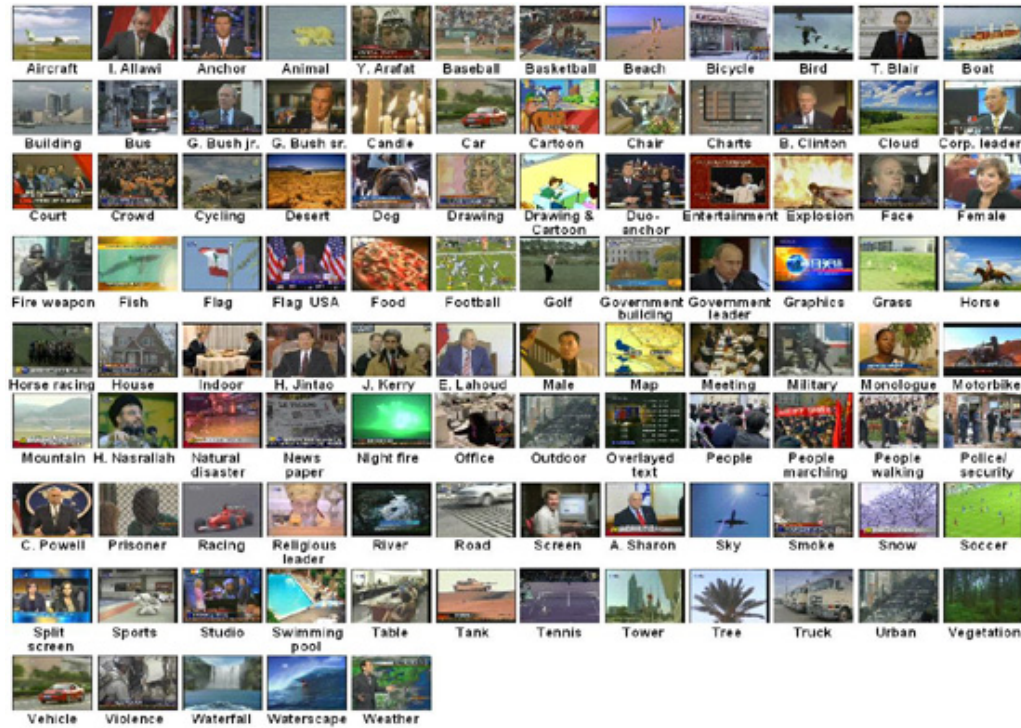 Aircraft I. Allawi Anchor Animal Y. Arafat Baseball Basketball Beach Bicycle Bird T. Blair Boat
Building Bus G. Bush jr. G. Bush sr. Candle Car Cartoon Chair Charts B. Clinton Cloud Corp. leader
Court Crowd Cycling Desert Dog Drawing Drawing & Cartoon Duo-anchor Entertainment Explosion Face Female
Fire weapon Fish Flag Flag USA Food Football Golf Government building Government leader Graphics Grass Horse
Horse racing House Indoor H. Jintao J. Kerry E. Lahoud Male Map Meeting Military Monologue Motorbike
Mountain H. Nasrallah Natural disaster News paper Night fire Office Outdoor Overlayed text People People marching People walking Police/ security
C. Powell Prisoner Racing Religious leader River Road Screen A. Sharon Sky Smoke Snow Soccer
Split screen Sports Studio Swimming pool Table Tank Tennis Tower Tree Truck Urban Vegetation
Vehicle Violence Waterfall Waterscape Weather